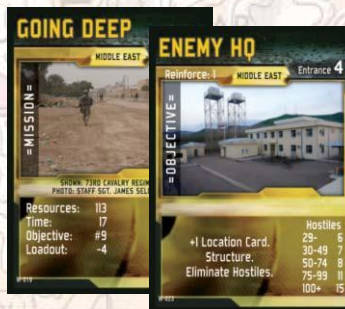 GOING DEEP
MIDDLE EAST
=MISSION=
SHOWN: 73RD CAVALRY
PHOTO: STAFF SGT. JAMES
Resources: 113
Time: 17
Objective: #9
Loadout: -4
ENEMY HQ
Reinforce: 1
MIDDLE EAST
Entrance 4
=OBJECTIVE=
+1 Location Card.
Structure.
Eliminate Hostiles.
Hostiles
29- 6
30-49 7
50-74 8
75-99 11
100+ 15